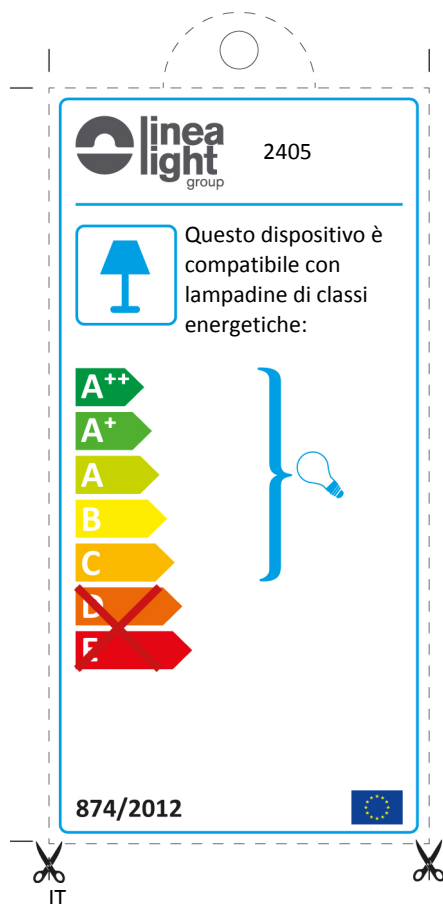 linea
light
group
2405
Questo dispositivo è
compatibile con
lampadine di classi
energetiche:
A++
A+
A
B
C
D
E
874/2012
IT